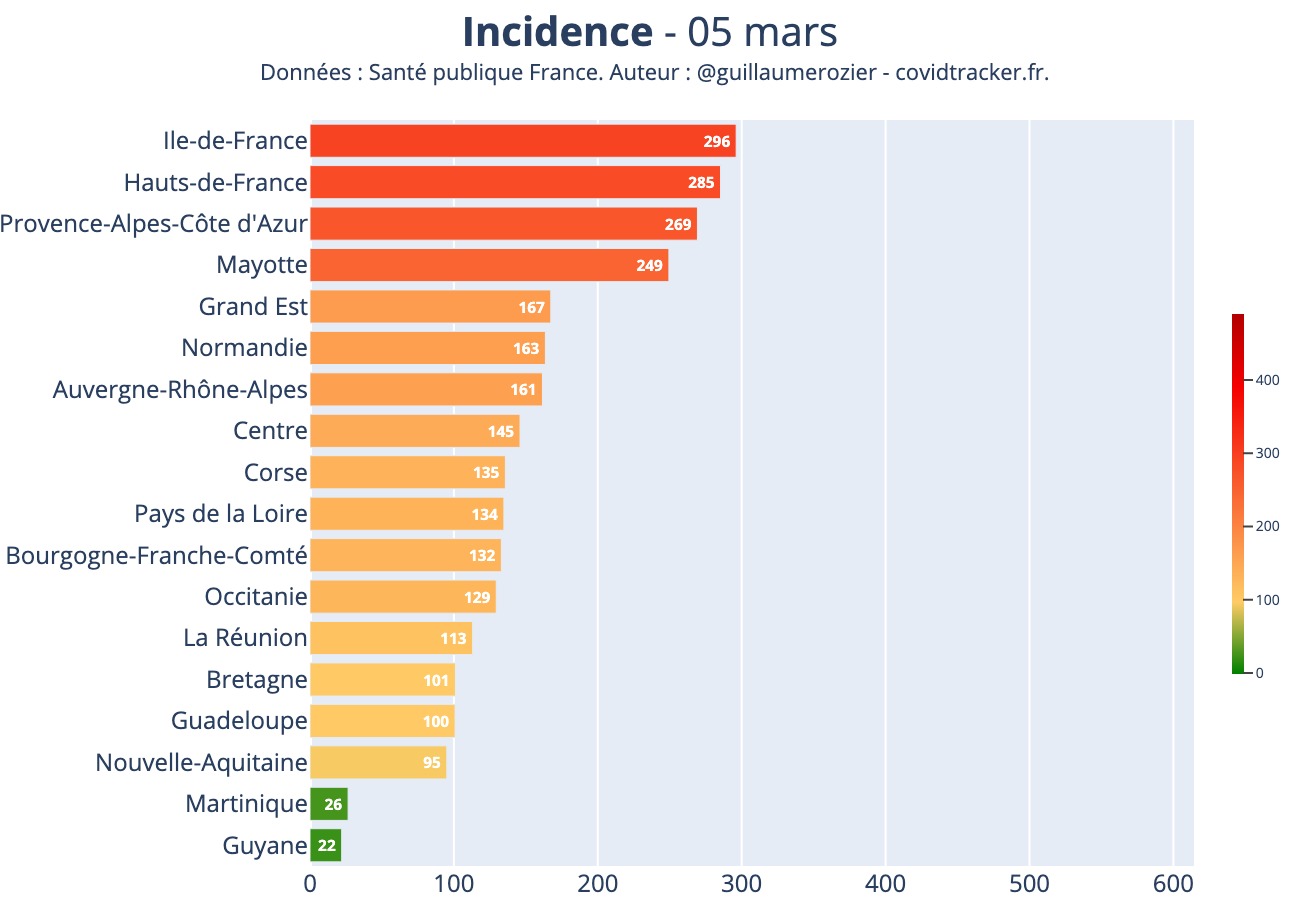 Incidence - 05 mars
Données : Santé publique France. Auteur : @guillaumerozier - covidtracker.fr.
Ile-de-France 296
Hauts-de-France 285
Provence-Alpes-Côte d'Azur 269
Mayotte 249
Grand Est 167
Normandie 163
Auvergne-Rhône-Alpes 161
Centre 145
Corse 135
Pays de la Loire 134
Bourgogne-Franche-Comté 132
Occitanie 129
La Réunion 113
Bretagne 101
Guadeloupe 100
Nouvelle-Aquitaine 95
Martinique 26
Guyane 22
0 100 200 300 400 500 600
400
300
200
100
0